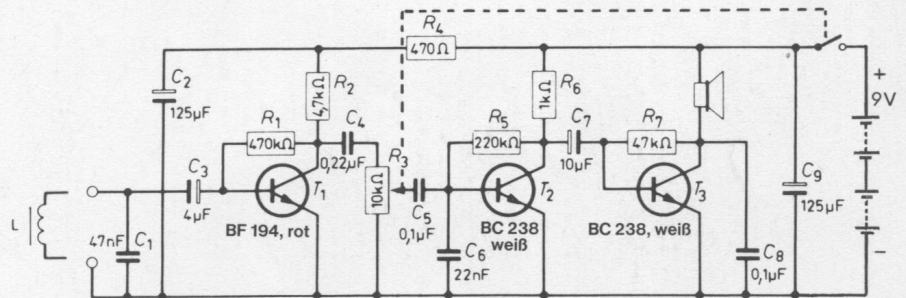 R4
470Ω
+
9V
−
C2
125µF
R2
4,7kΩ
R1
470kΩ
C4
0,22µF
R3
10kΩ
C3
4µF
T1
BF 194, rot
L
47nF
C1
R6
1kΩ
R5
220kΩ
C7
10µF
C5
0,1µF
T2
BC 238
weiß
C6
22nF
R7
47kΩ
T3
BC 238, weiß
C9
125µF
C8
0,1µF